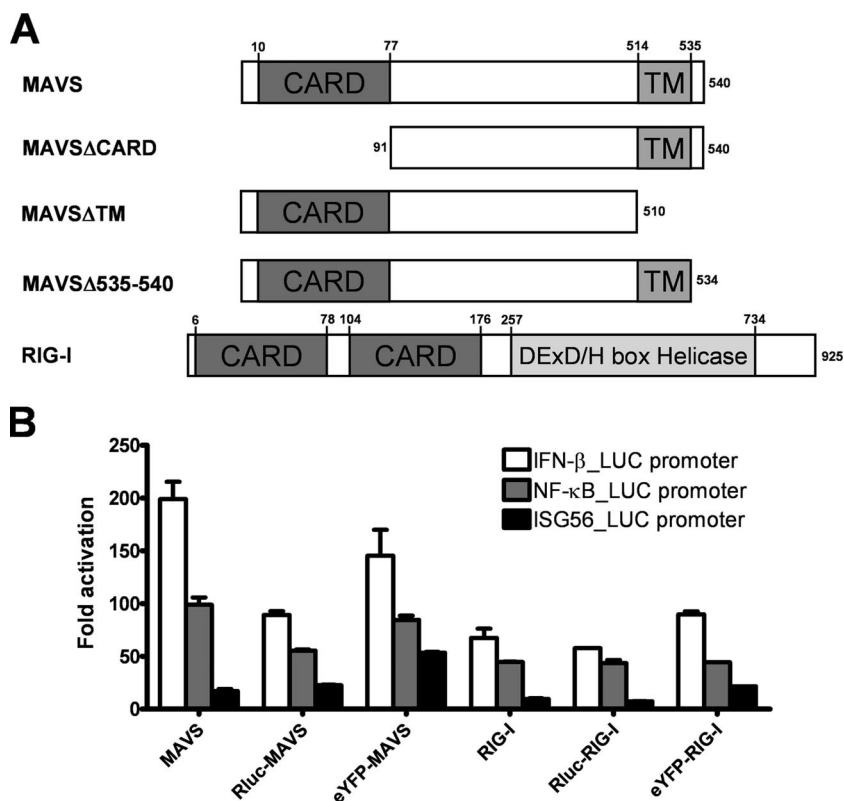 A
10 77 514 535
MAVS CARD TM 540
MAVSΔCARD 91 TM 540
MAVSΔTM CARD 510
MAVSΔ535-540 CARD TM 534
6 78 104 176 257 734
RIG-I CARD CARD DExD/H box Helicase 925
B
250
200
150
100
50
0
Fold activation
IFN-β_LUC promoter
NF-κB_LUC promoter
ISG56_LUC promoter
MAVS
Rluc-MAVS
eYFP-MAVS
RIG-I
Rluc-RIG-I
eYFP-RIG-I